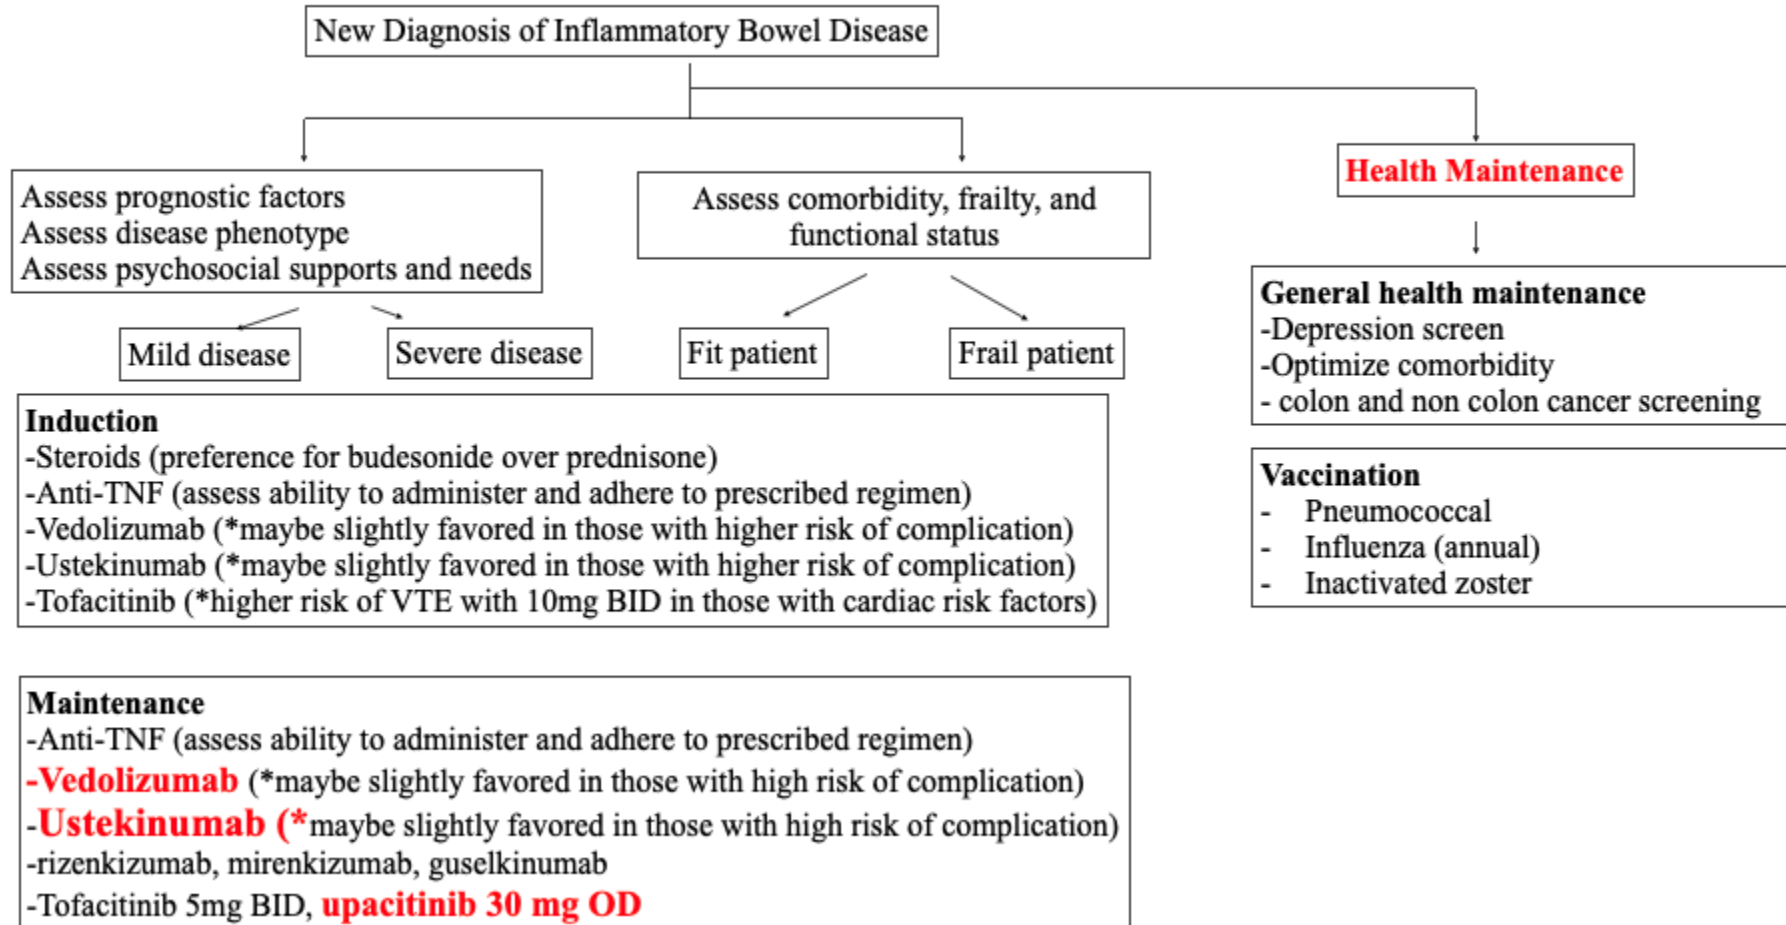 New Diagnosis of Inflammatory Bowel Disease
Assess prognostic factors
Assess disease phenotype
Assess psychosocial supports and needs
Assess comorbidity, frailty, and
functional status
Health Maintenance
Mild disease
Severe disease
Fit patient
Frail patient
General health maintenance
-Depression screen
-Optimize comorbidity
- colon and non colon cancer screening
Induction
-Steroids (preference for budesonide over prednisone)
-Anti-TNF (assess ability to administer and adhere to prescribed regimen)
-Vedolizumab (*maybe slightly favored in those with higher risk of complication)
-Ustekinumab (*maybe slightly favored in those with higher risk of complication)
-Tofacitinib (*higher risk of VTE with 10mg BID in those with cardiac risk factors)
Vaccination
- Pneumococcal
- Influenza (annual)
- Inactivated zoster
Maintenance
-Anti-TNF (assess ability to administer and adhere to prescribed regimen)
-Vedolizumab (*maybe slightly favored in those with high risk of complication)
-Ustekinumab (*maybe slightly favored in those with high risk of complication)
-rizenkizumab, mirenkizumab, guselkinumab
-Tofacitinib 5mg BID, upacitinib 30 mg OD